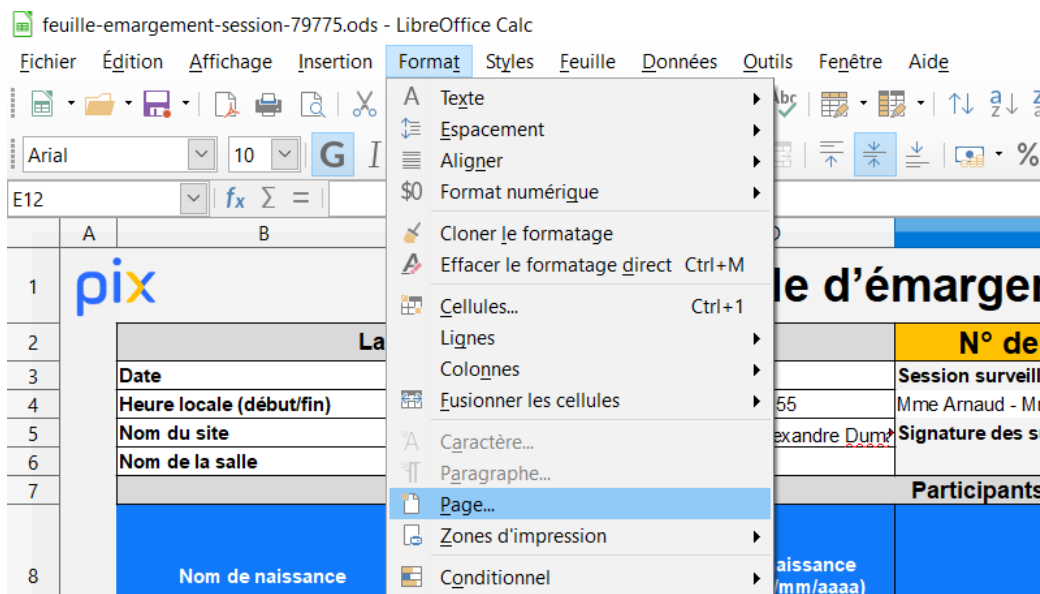 feuille-emargement-session-79775.ods - LibreOffice Calc
Fichier Édition Affichage Insertion Format Styles Feuille Données Outils Fenêtre Aide
Arial 10 G I %
E12 fx Σ =
A B
Texte
Espacement
Aligner
$0 Format numérique
Cloner le formatage
Effacer le formatage direct Ctrl+M
Cellules... Ctrl+1
Lignes
Colonnes
Fusionner les cellules
Caractère...
Paragraphe...
Page...
Zones d'impression
Conditionnel
1 pix le d'émarger
2 La N° de
3 Date Session surveill
4 Heure locale (début/fin) 55 Mme Arnaud - M
5 Nom du site exandre Duma Signature des s
6 Nom de la salle
7 Participants
8 Nom de naissance aissance
/mm/aaaa)